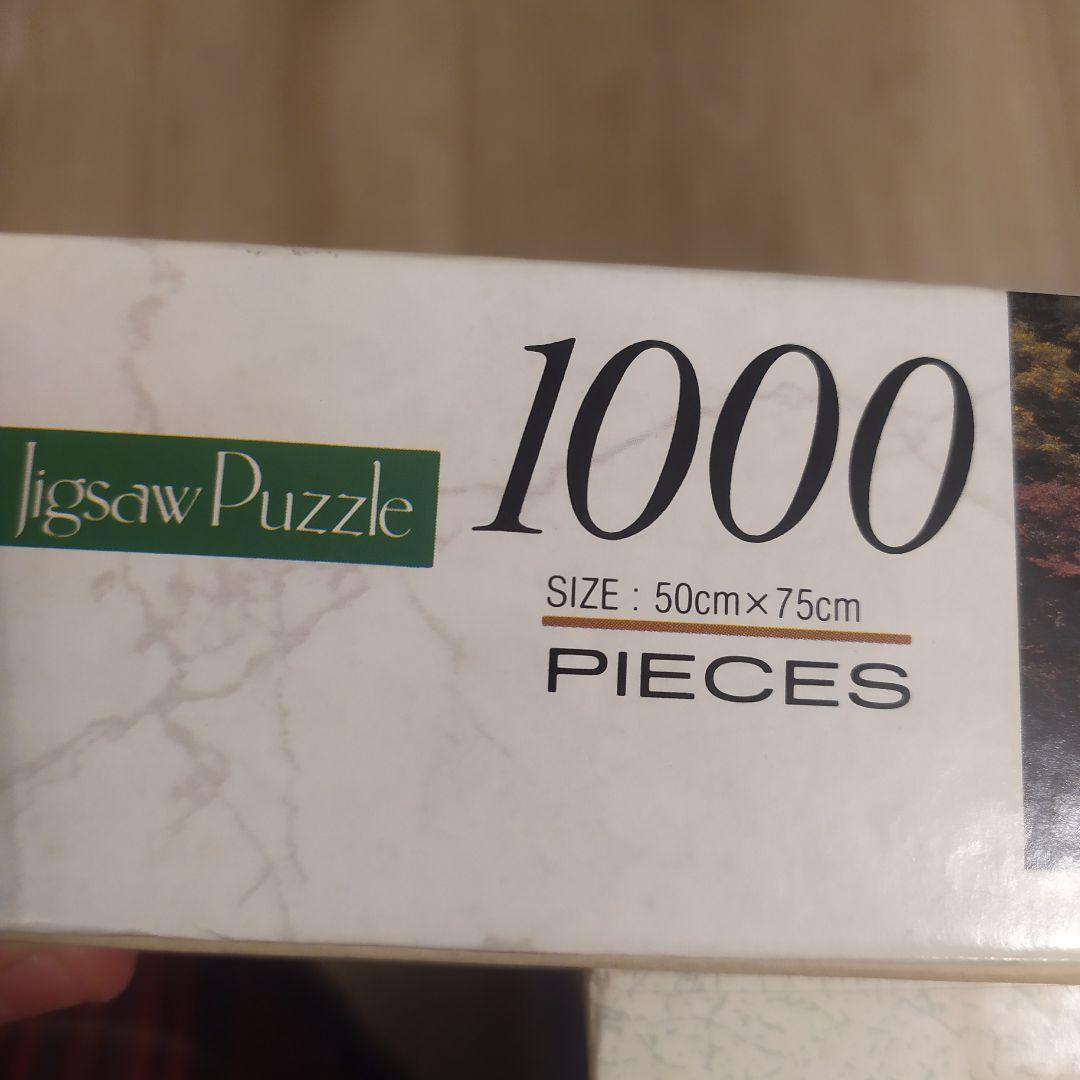 Jigsaw Puzzle
1000
SIZE : 50cm×75cm
PIECES